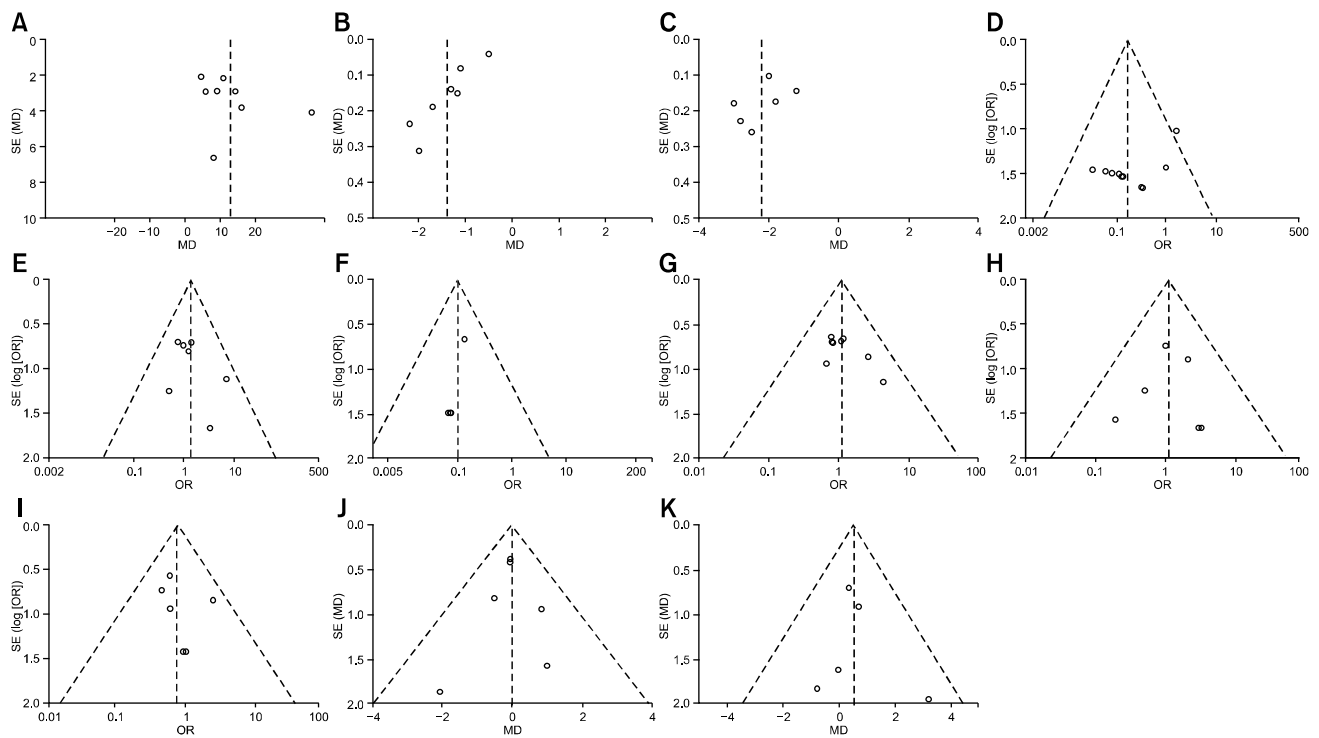 A
0
2
4
6
8
10
SE (MD)
−20 −10 0 10 20
MD
B
0.0
0.1
0.2
0.3
0.4
0.5
SE (MD)
−2 −1 0 1 2
MD
C
0.0
0.1
0.2
0.3
0.4
0.5
SE (MD)
−4 −2 0 2 4
MD
D
0.0
0.5
1.0
1.5
2.0
SE (log [OR])
0.002 0.1 1 10 500
OR
E
0
0.5
1.0
1.5
2.0
SE (log [OR])
0.002 0.1 1 10 500
OR
F
0.0
0.5
1.0
1.5
2.0
SE (log [OR])
0.005 0.1 1 10 200
OR
G
0.0
0.5
1.0
1.5
2.0
SE (log [OR])
0.01 0.1 1 10 100
OR
H
0.0
0.5
1.0
1.5
2
SE (log [OR])
0.01 0.1 1 10 100
OR
I
0.0
0.5
1.0
1.5
2.0
SE (log [OR])
0.01 0.1 1 10 100
OR
J
0.0
0.5
1.0
1.5
2.0
SE (MD)
−4 −2 0 2 4
MD
K
0.0
0.5
1.0
1.5
2.0
SE (MD)
−4 −2 0 2 4
MD